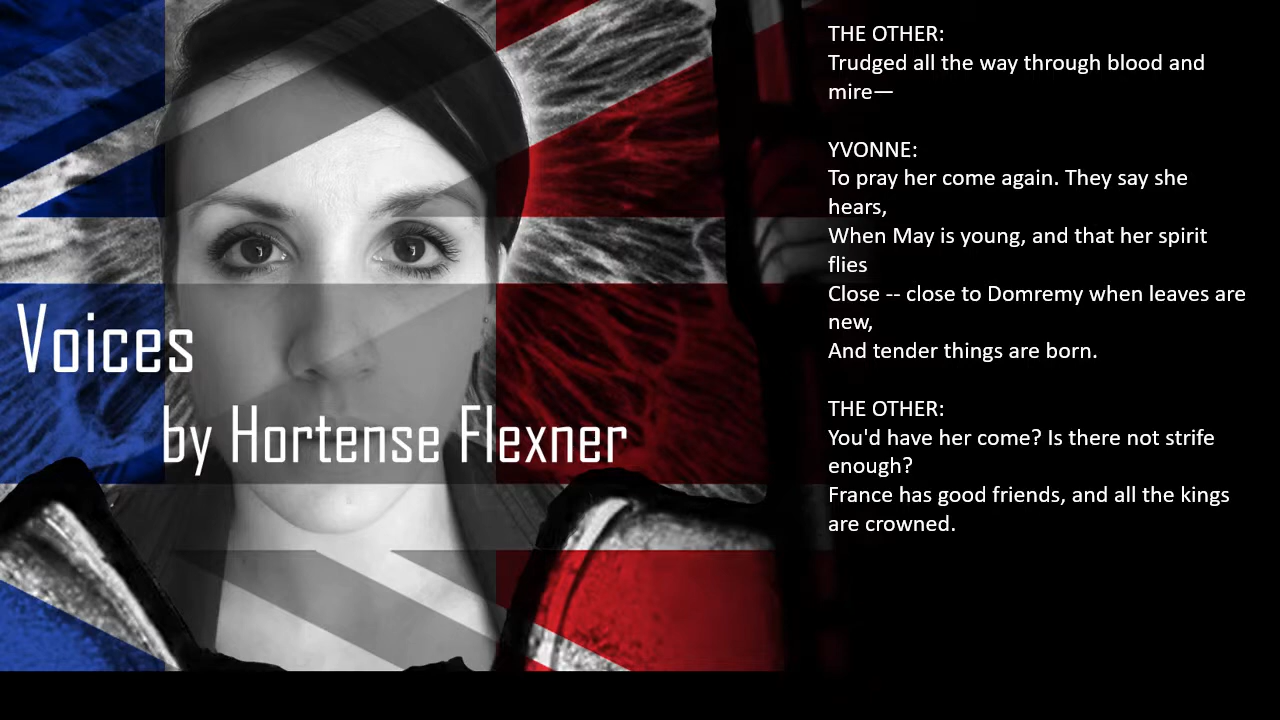 Voices
by Hortense Flexner
THE OTHER:
Trudged all the way through blood and
mire—
YVONNE:
To pray her come again. They say she
hears,
When May is young, and that her spirit
flies
Close -- close to Domremy when leaves are
new,
And tender things are born.
THE OTHER:
You'd have her come? Is there not strife
enough?
France has good friends, and all the kings
are crowned.